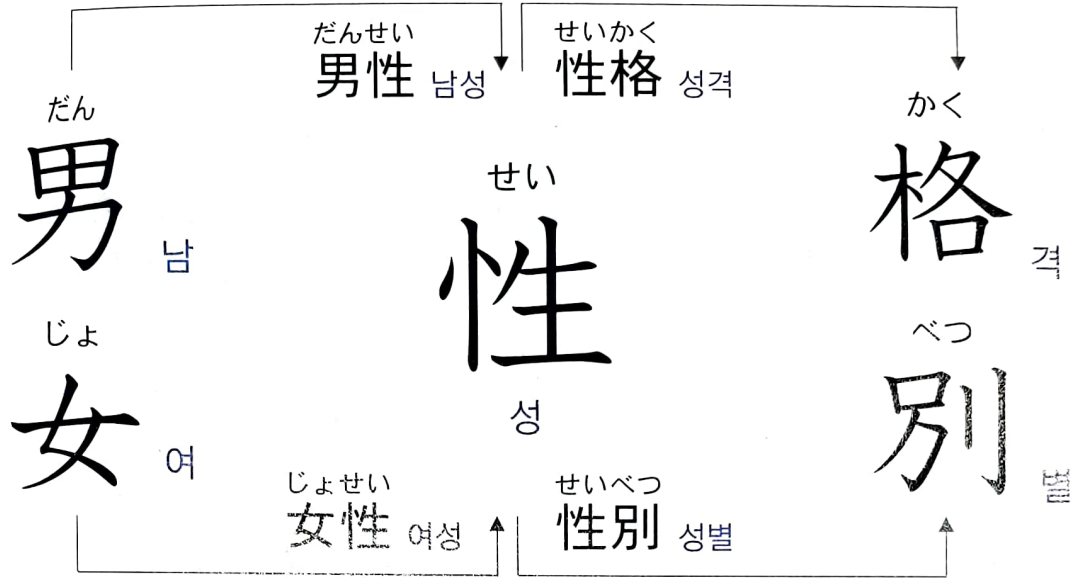 だんせい
男性 남성
せいかく
性格 성격
だん
男 남
せい
性
성
かく
格 격
じょ
女 여
べつ
別 별
じょせい
女性 여성
せいべつ
性別 성별